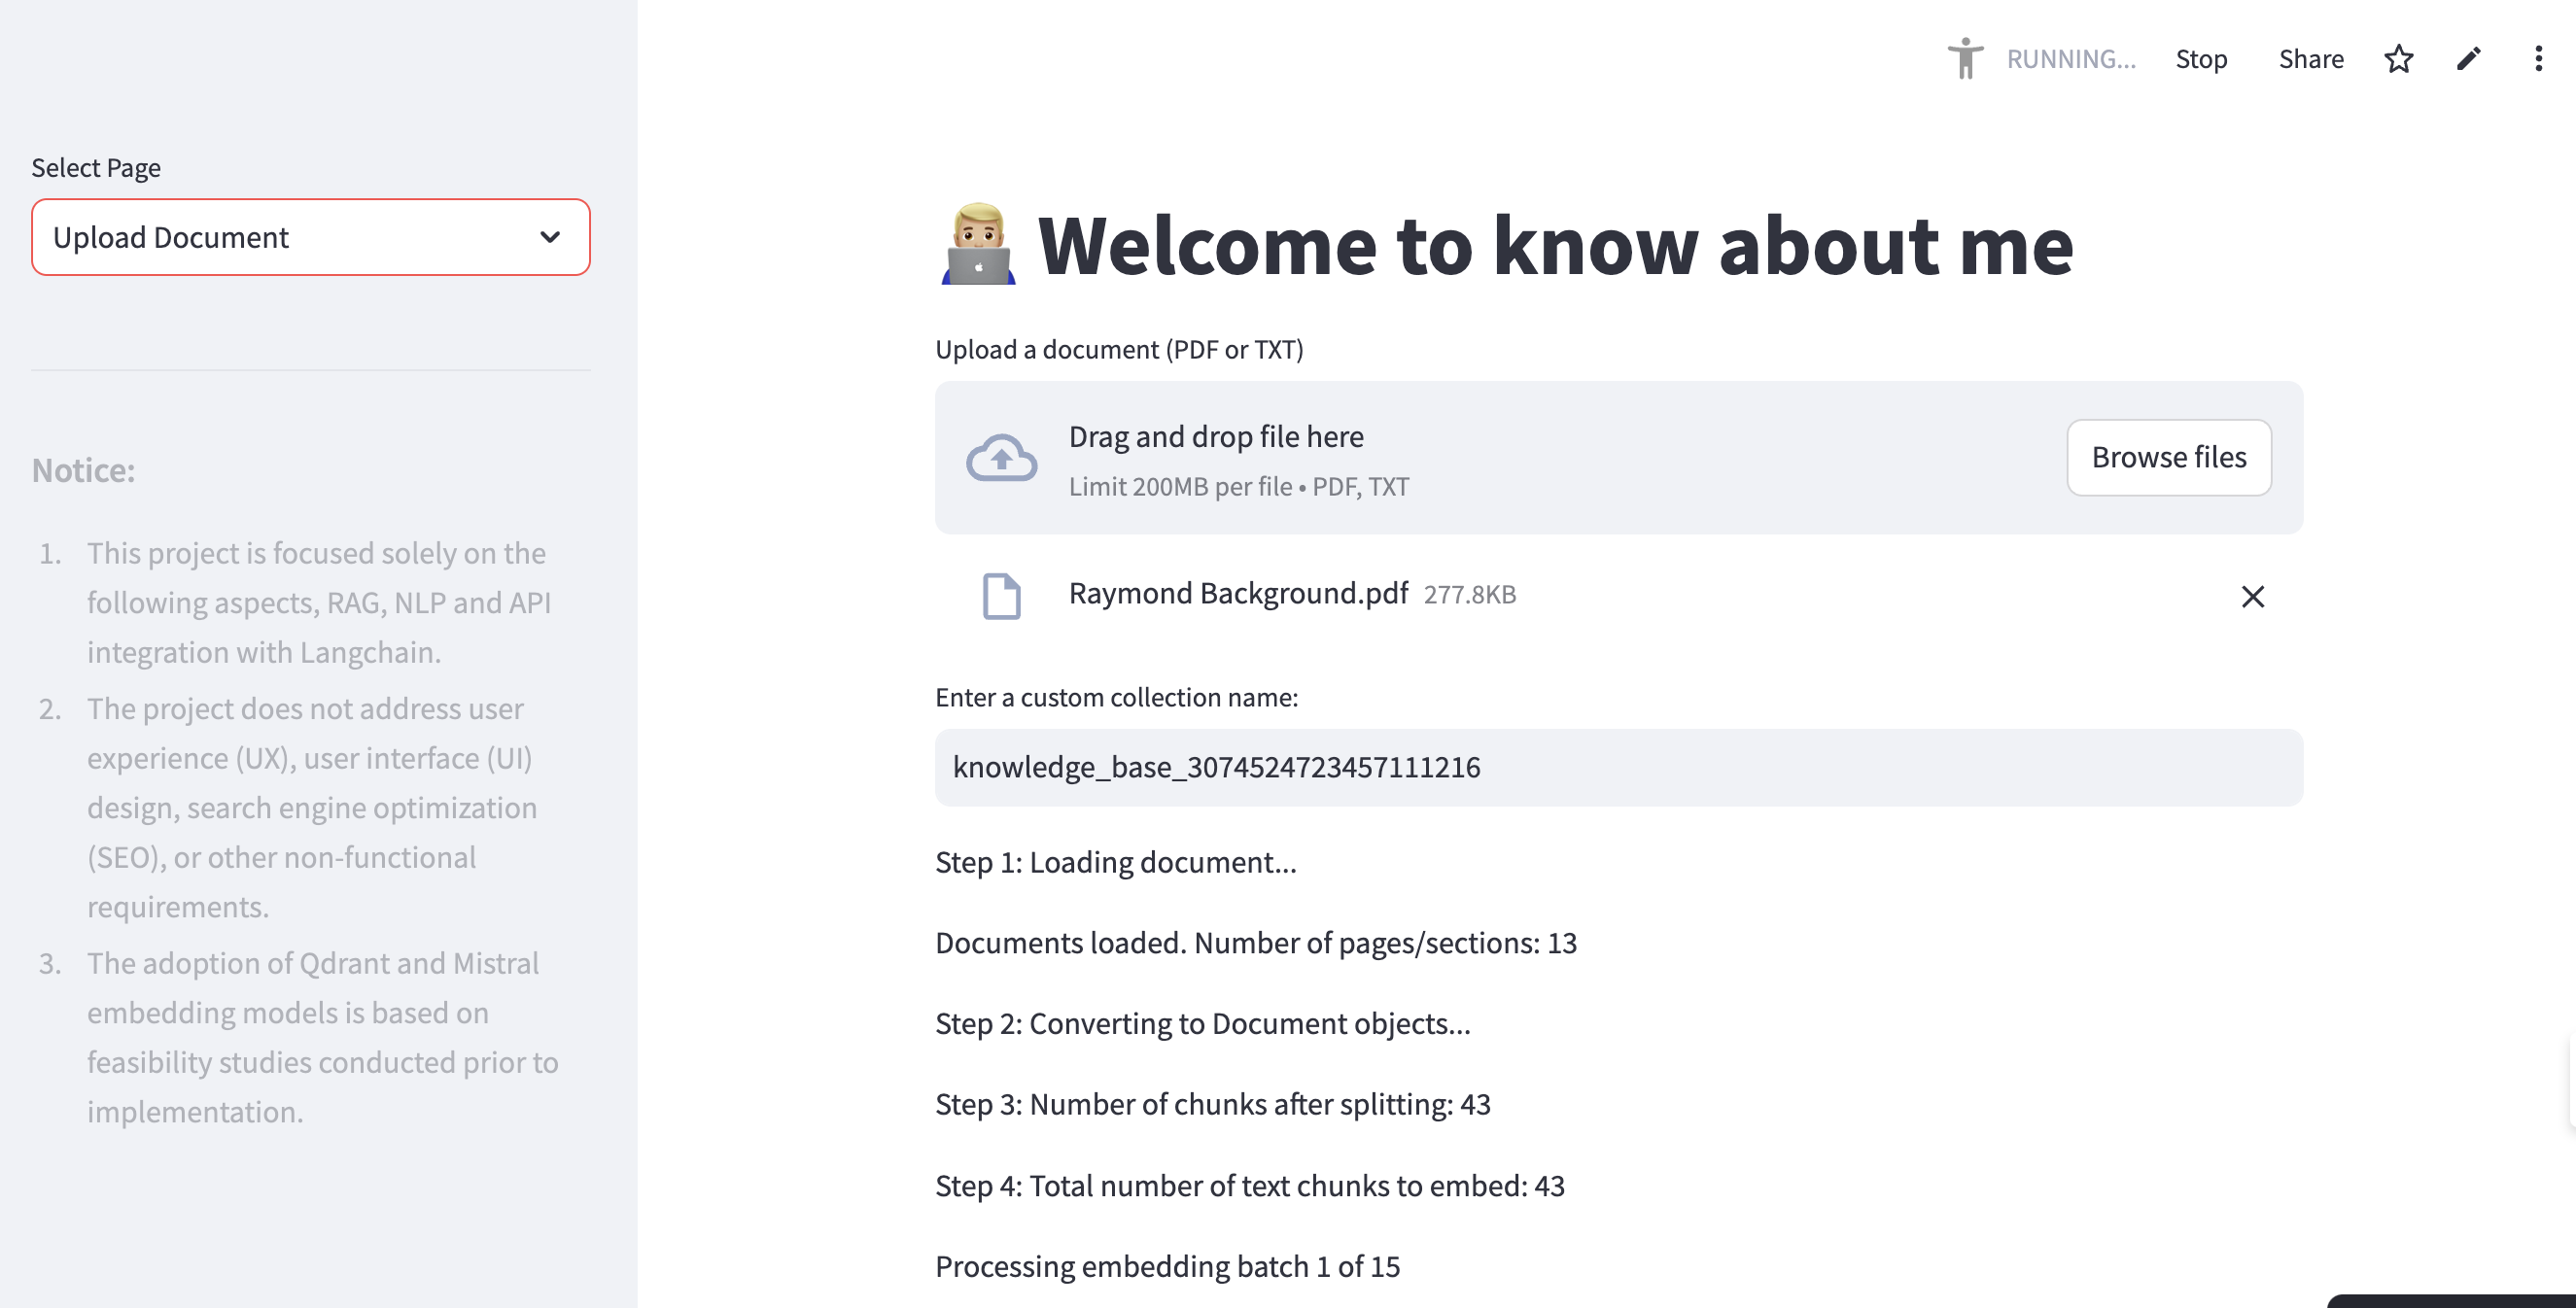 RUNNING...
Stop
Share
Select Page
Upload Document
Notice:
1. This project is focused solely on the
following aspects, RAG, NLP and API
integration with Langchain.
2. The project does not address user
experience (UX), user interface (UI)
design, search engine optimization
(SEO), or other non-functional
requirements.
3. The adoption of Qdrant and Mistral
embedding models is based on
feasibility studies conducted prior to
implementation.
Welcome to know about me
Upload a document (PDF or TXT)
Drag and drop file here
Limit 200MB per file • PDF, TXT
Browse files
Raymond Background.pdf 277.8KB
Enter a custom collection name:
knowledge_base_3074524723457111216
Step 1: Loading document...
Documents loaded. Number of pages/sections: 13
Step 2: Converting to Document objects...
Step 3: Number of chunks after splitting: 43
Step 4: Total number of text chunks to embed: 43
Processing embedding batch 1 of 15